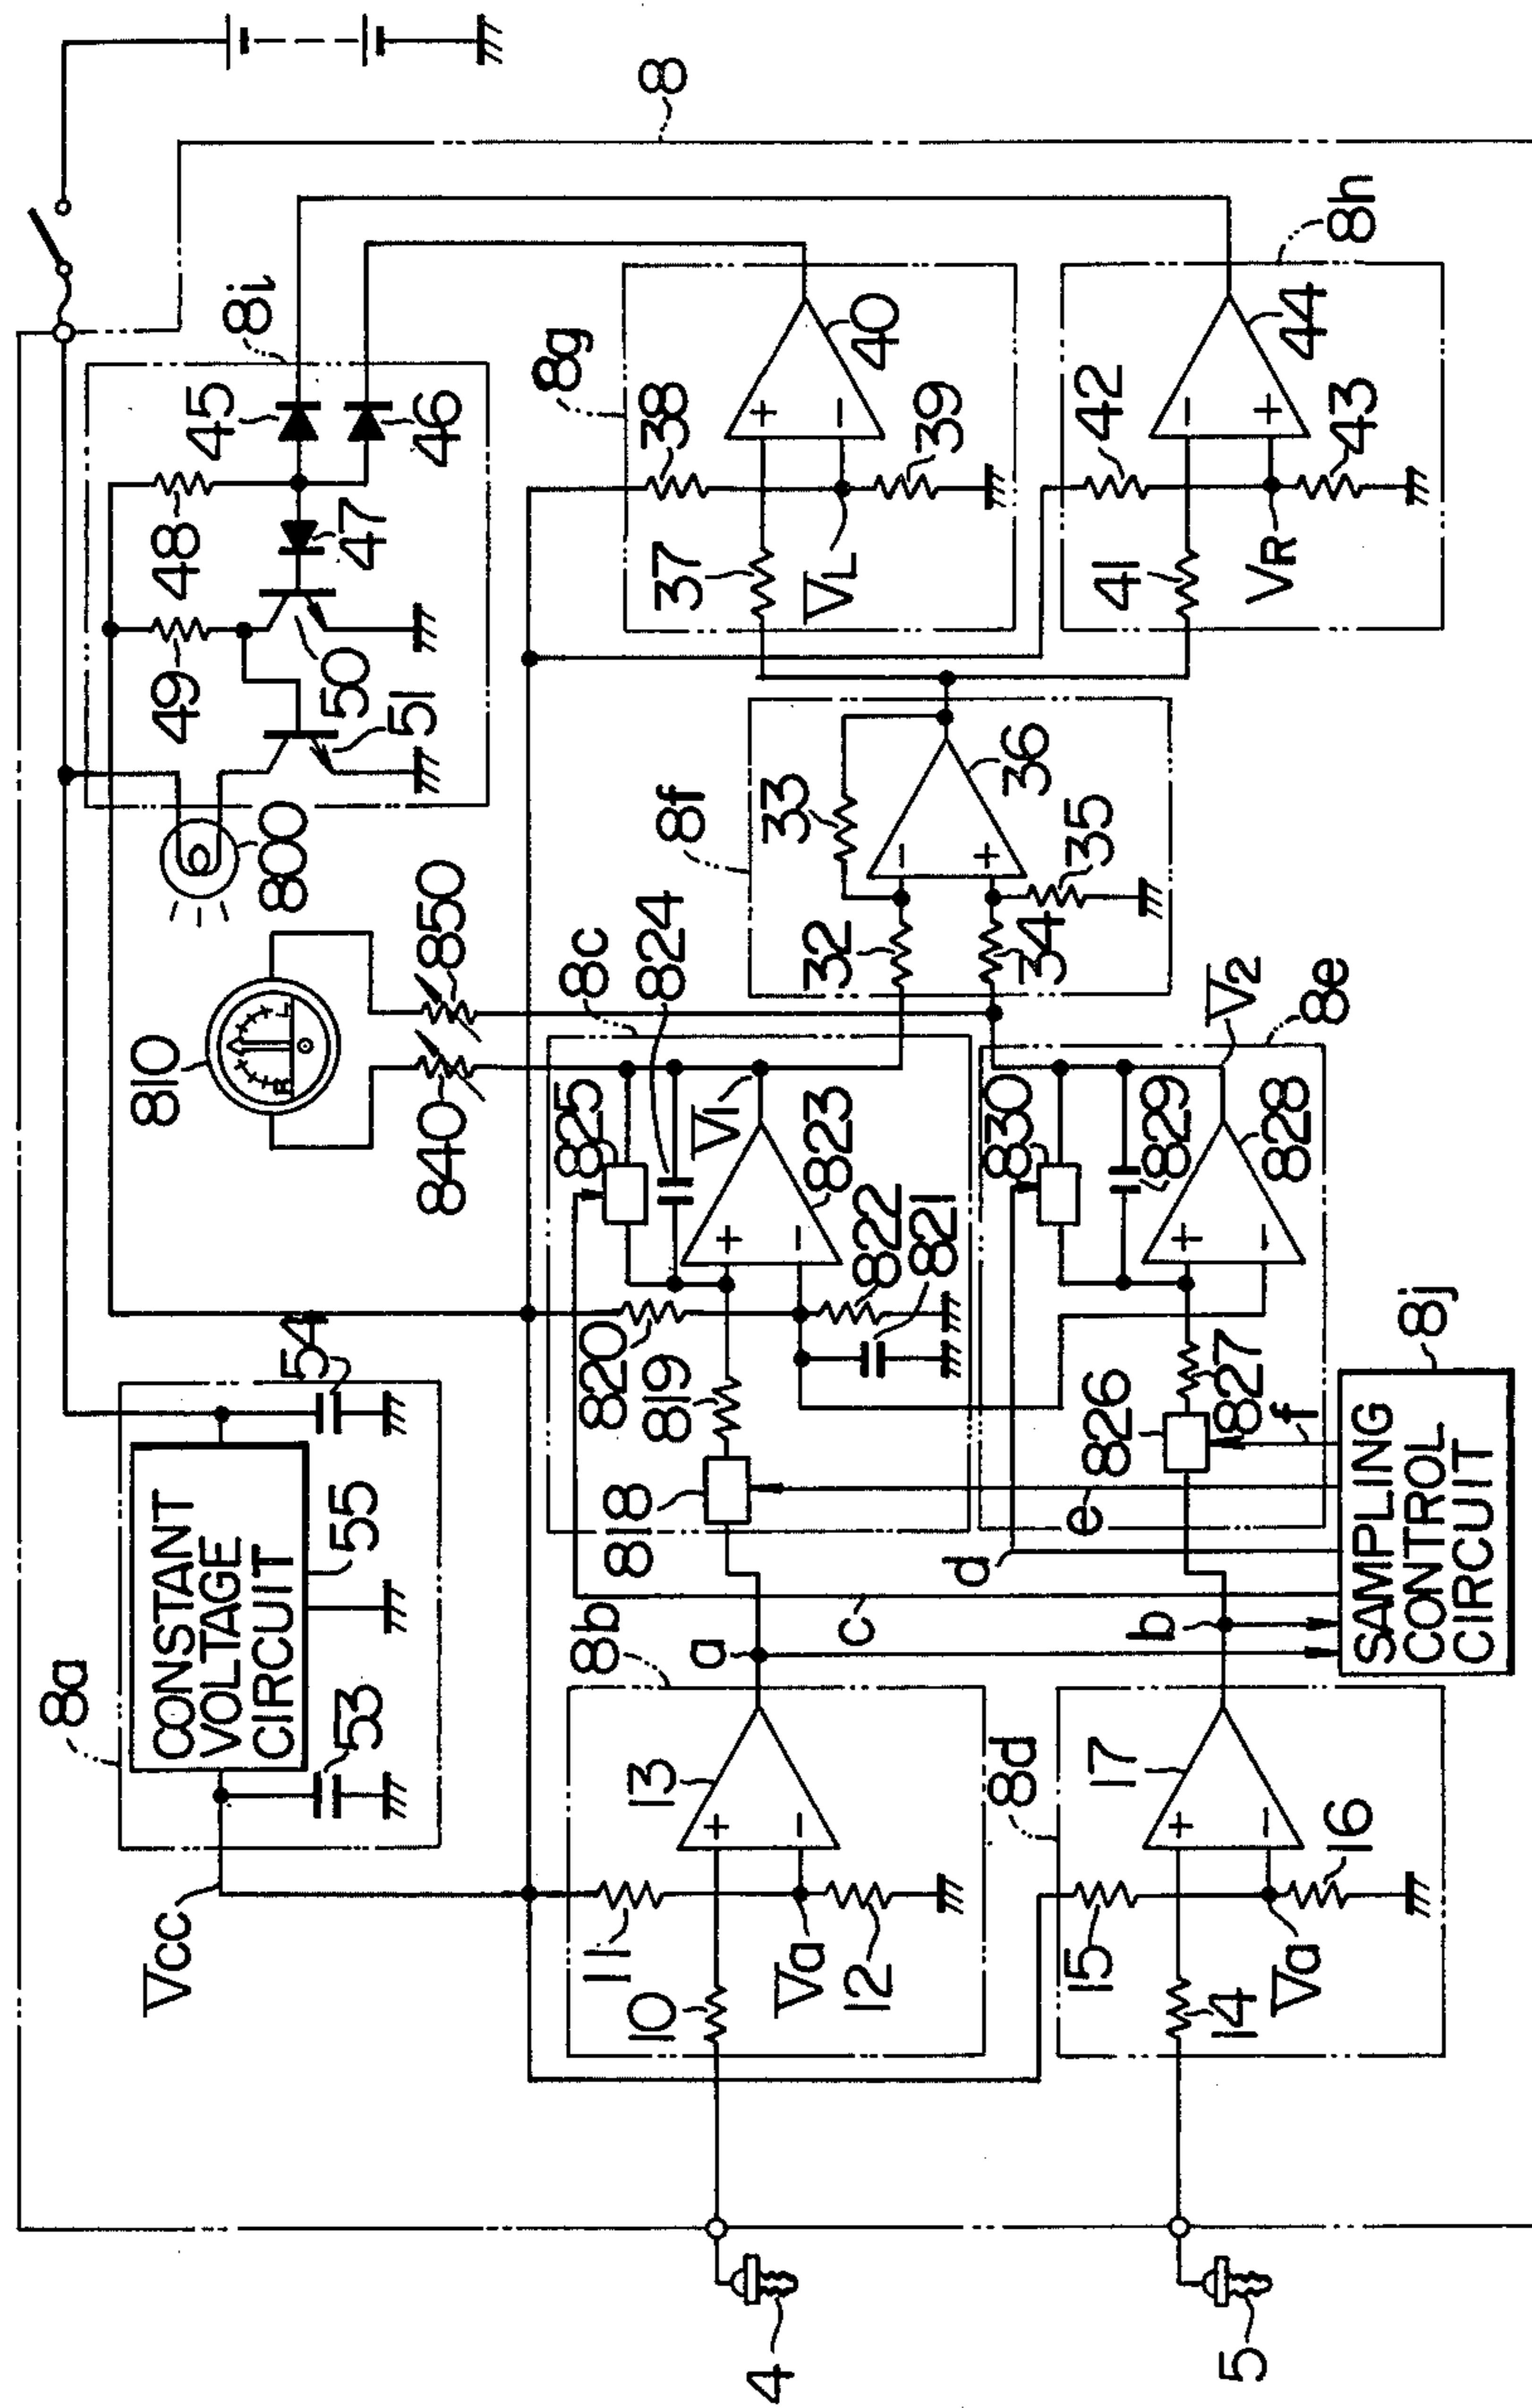 8
8a
CONSTANT
VOLTAGE
CIRCUIT
53
54
55
Vcc
810
R
L
840
850
800
49
48
50
51
47
45
46
8i
8b
10
11
12
13
Va
a
8c
818
819
820
821
822
823
824
825
V1
c
d
e
f
b
8f
32
33
34
35
36
8g
37
38
39
40
VL
8h
41
42
43
44
VR
8d
14
15
16
17
Va
8e
826
827
828
829
830
V2
SAMPLING
CONTROL
CIRCUIT
8j
4
5